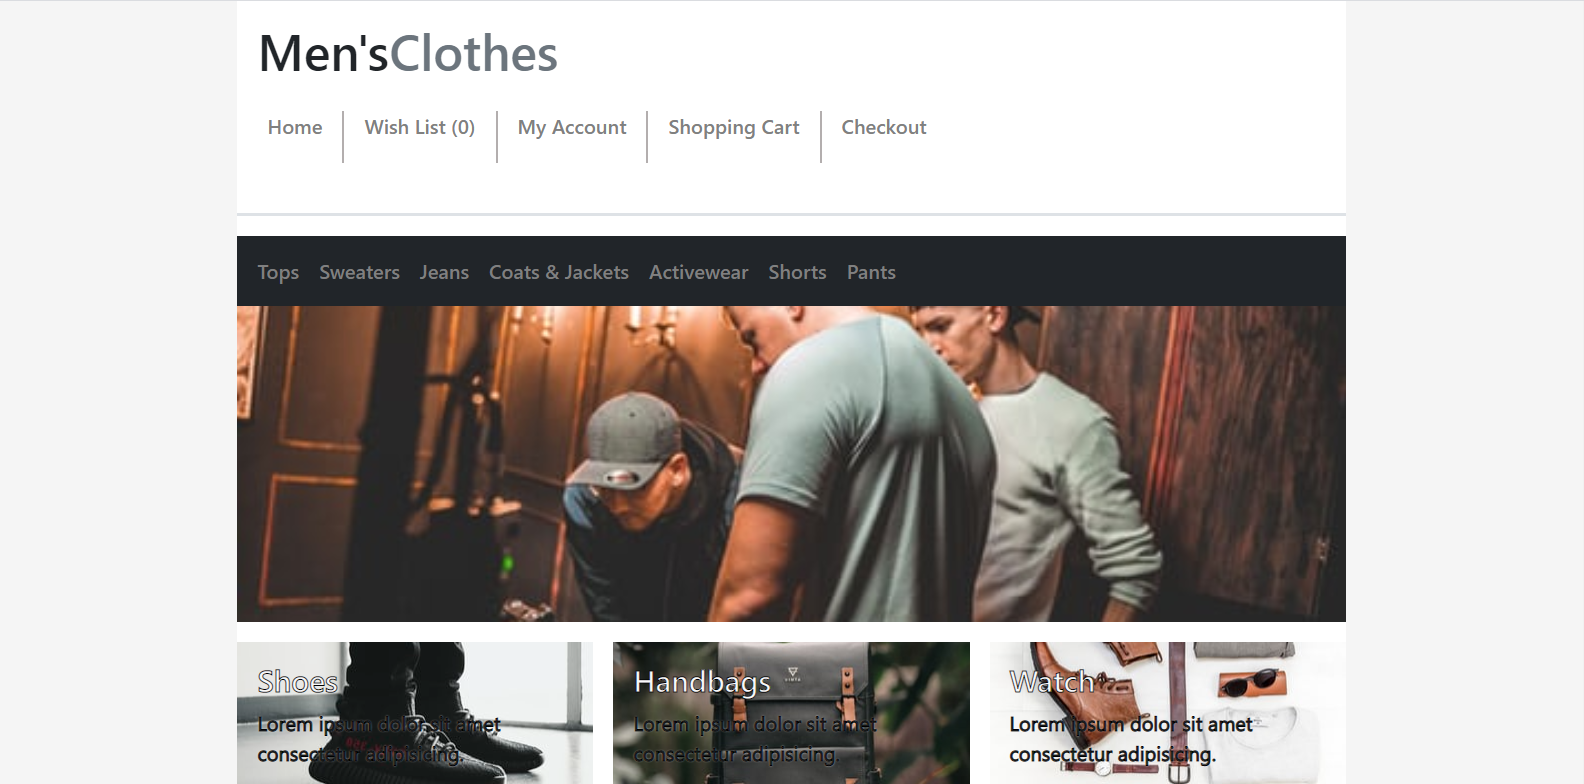 Men'sClothes
Home Wish List (0) My Account Shopping Cart Checkout
Tops Sweaters Jeans Coats & Jackets Activewear Shorts Pants
Shoes
Lorem ipsum dolor sit amet
consectetur adipisicing.
Handbags
Lorem ipsum dolor sit amet
consectetur adipisicing.
Watch
Lorem ipsum dolor sit amet
consectetur adipisicing.